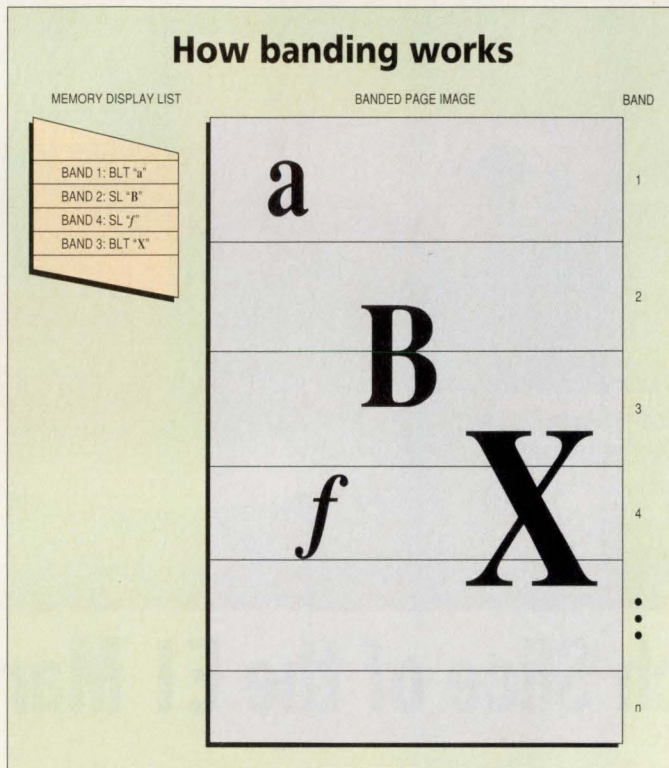 How banding works
MEMORY DISPLAY LIST
BANDED PAGE IMAGE
BAND
BAND 1: BLT "a"
BAND 2: SL "B"
BAND 4: SL "f"
BAND 3: BLT "X"
a
B
X
f
1
2
3
4
n